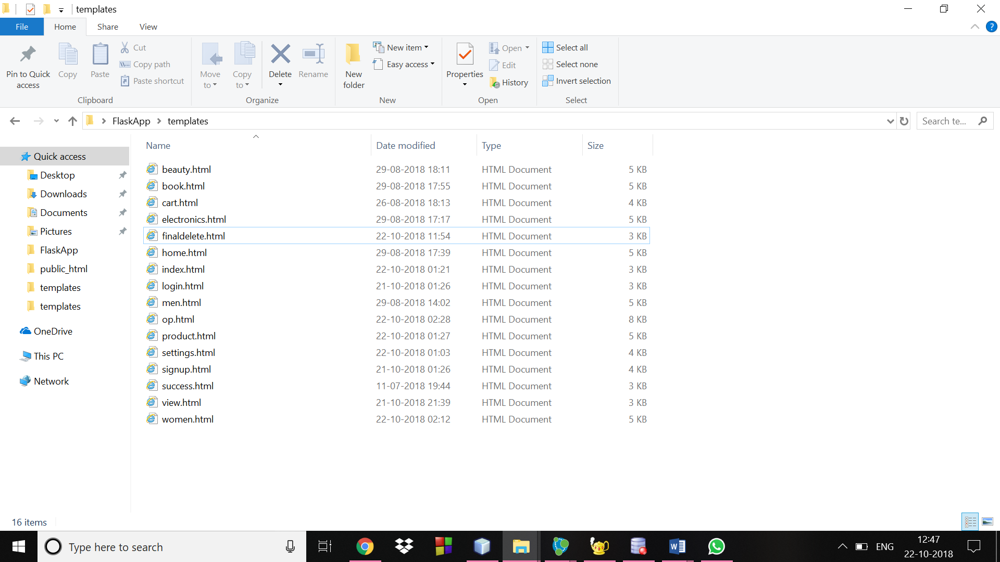 templates
File Home Share View
Pin to Quick access
Copy
Paste
Cut
Copy path
Paste shortcut
Clipboard
Move to
Copy to
Delete
Rename
Organize
New folder
New item
Easy access
New
Properties
Open
Edit
History
Open
Select all
Select none
Invert selection
Select
FlaskApp templates
Search te...
Quick access
Desktop
Downloads
Documents
Pictures
FlaskApp
public_html
templates
templates
OneDrive
This PC
Network
Name Date modified Type Size
beauty.html 29-08-2018 18:11 HTML Document 5 KB
book.html 29-08-2018 17:55 HTML Document 5 KB
cart.html 26-08-2018 18:13 HTML Document 4 KB
electronics.html 29-08-2018 17:17 HTML Document 5 KB
finaldelete.html 22-10-2018 11:54 HTML Document 3 KB
home.html 29-08-2018 17:39 HTML Document 5 KB
index.html 22-10-2018 01:21 HTML Document 3 KB
login.html 21-10-2018 01:26 HTML Document 3 KB
men.html 29-08-2018 14:02 HTML Document 5 KB
op.html 22-10-2018 02:28 HTML Document 8 KB
product.html 22-10-2018 01:27 HTML Document 5 KB
settings.html 22-10-2018 01:03 HTML Document 4 KB
signup.html 21-10-2018 01:26 HTML Document 4 KB
success.html 11-07-2018 19:44 HTML Document 3 KB
view.html 21-10-2018 21:39 HTML Document 3 KB
women.html 22-10-2018 02:12 HTML Document 5 KB
16 items
Type here to search
ENG
12:47
22-10-2018